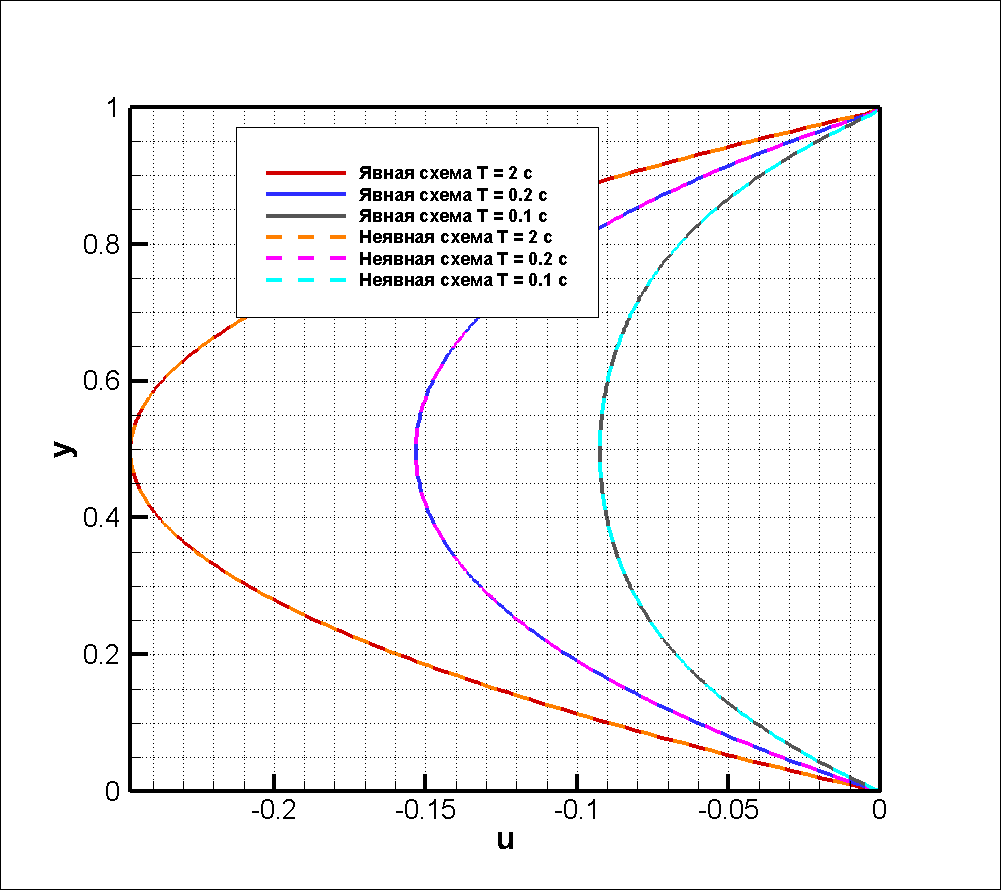 1
Явная схема T = 2 с
Явная схема T = 0.2 с
Явная схема T = 0.1 с
Неявная схема T = 2 с
Неявная схема T = 0.2 с
Неявная схема T = 0.1 с
0.8
0.6
y
0.4
0.2
0
-0.2 -0.15 -0.1 -0.05 0
u